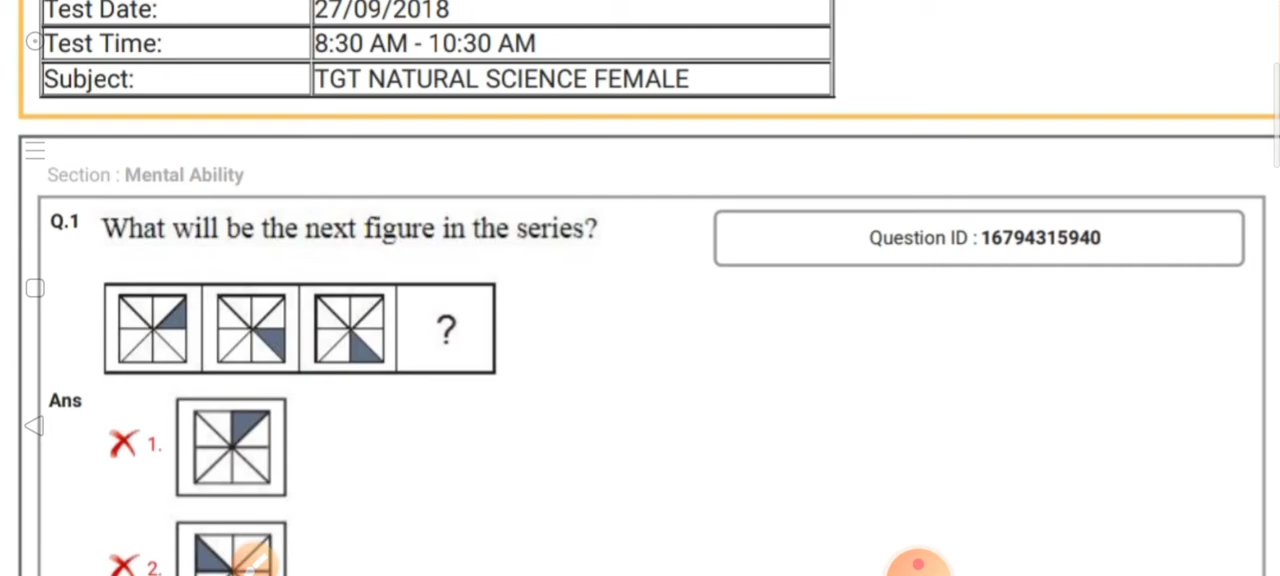 Test Date: 27/09/2018
Test Time: 8:30 AM - 10:30 AM
Subject: TGT NATURAL SCIENCE FEMALE
Section : Mental Ability
Q.1 What will be the next figure in the series?
Question ID : 16794315940
?
Ans
1.
2.